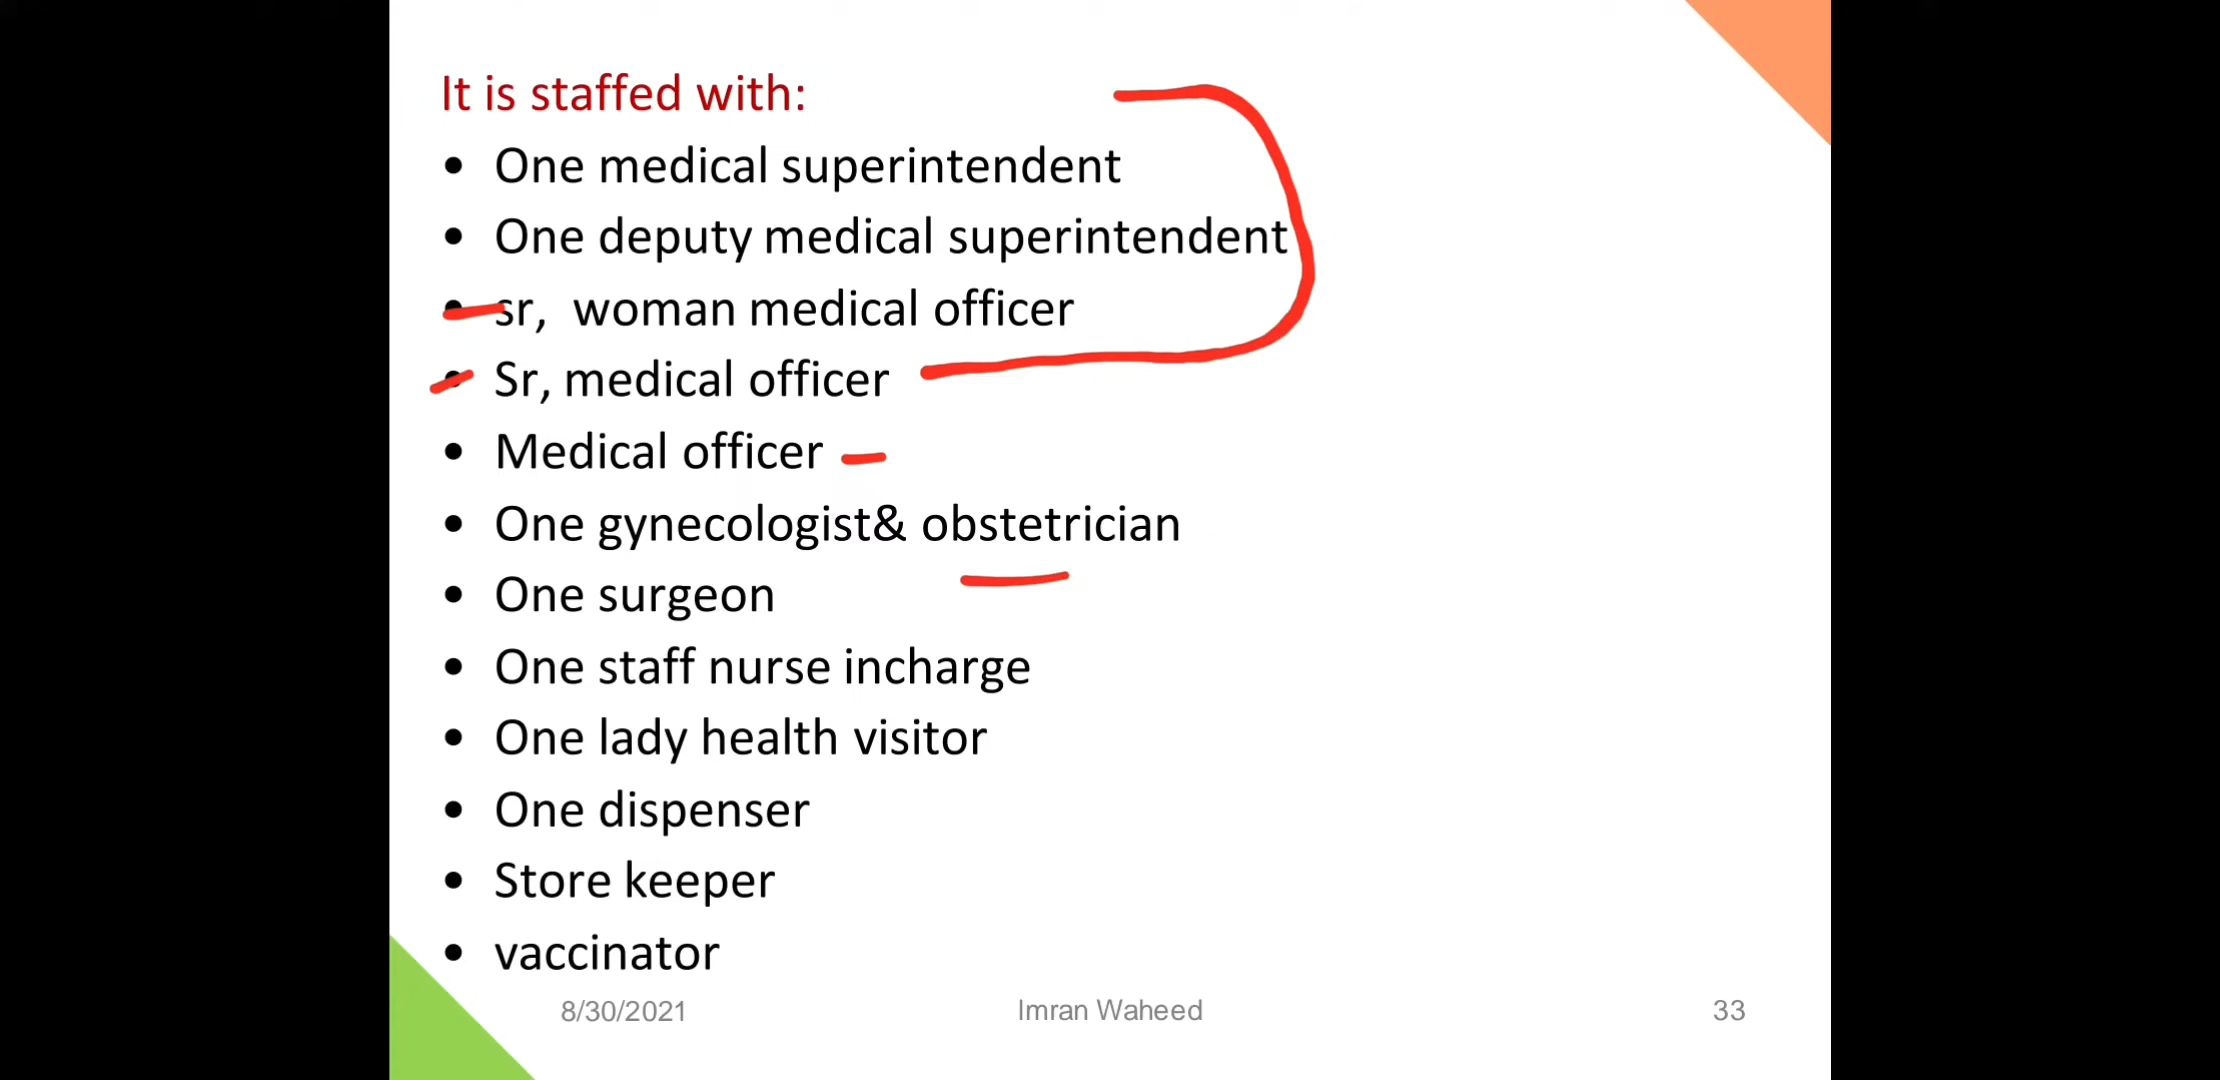 It is staffed with:
• One medical superintendent
• One deputy medical superintendent
• sr,  woman medical officer
• Sr, medical officer
• Medical officer
• One gynecologist& obstetrician
• One surgeon
• One staff nurse incharge
• One lady health visitor
• One dispenser
• Store keeper
• vaccinator
8/30/2021 Imran Waheed 33